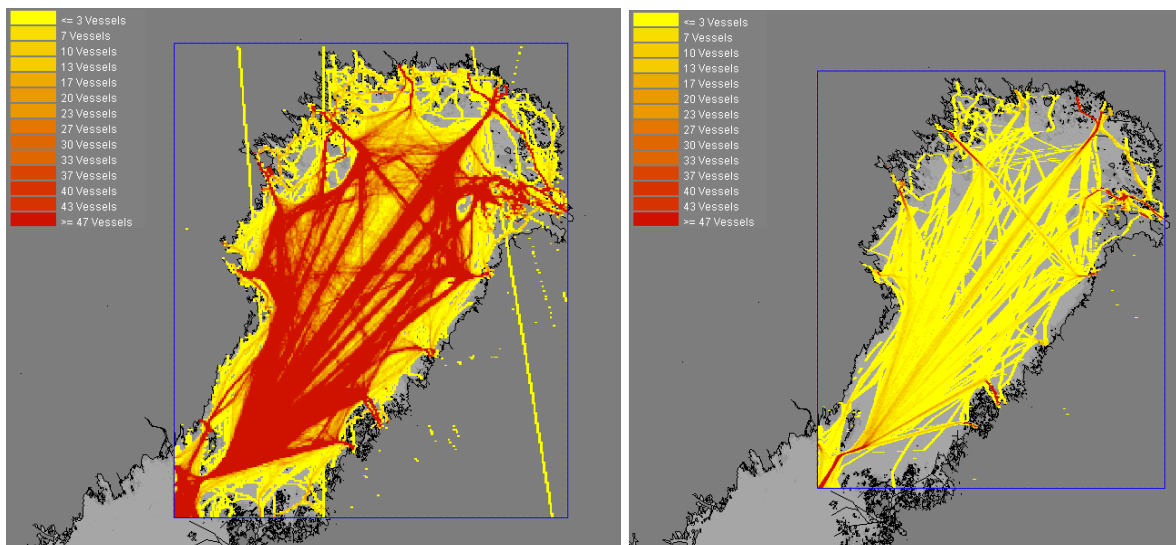 <= 3 Vessels
7 Vessels
10 Vessels
13 Vessels
17 Vessels
20 Vessels
23 Vessels
27 Vessels
30 Vessels
33 Vessels
37 Vessels
40 Vessels
43 Vessels
>= 47 Vessels
<= 3 Vessels
7 Vessels
10 Vessels
13 Vessels
17 Vessels
20 Vessels
23 Vessels
27 Vessels
30 Vessels
33 Vessels
37 Vessels
40 Vessels
43 Vessels
>= 47 Vessels